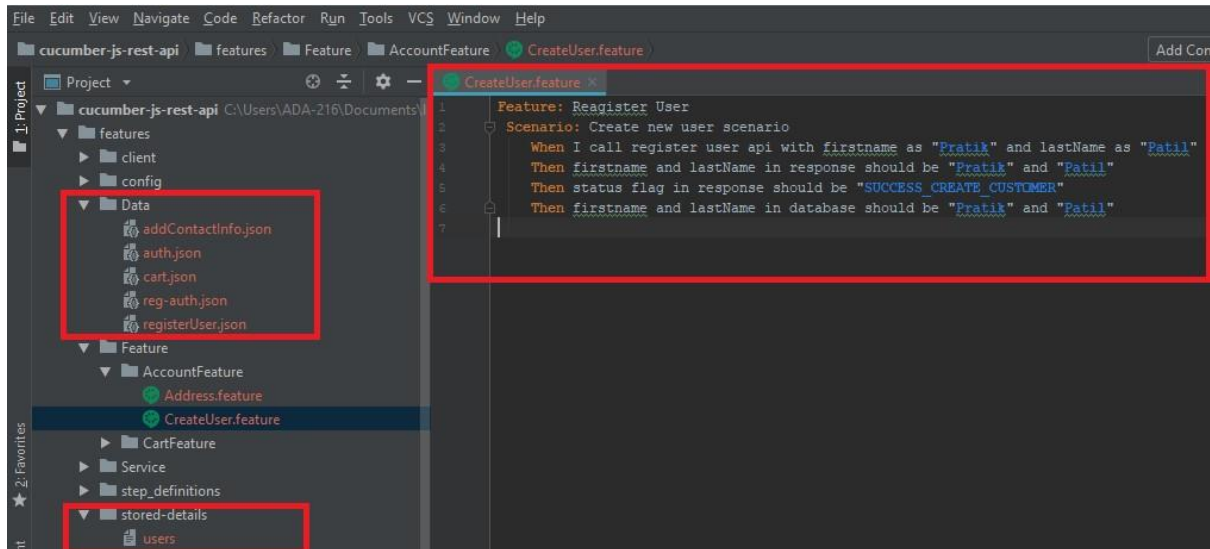 File Edit View Navigate Code Refactor Run Tools VCS Window Help
cucumber-js-rest-api features Feature AccountFeature CreateUser.feature Add Con
1: Project
Project
cucumber-js-rest-api C:\Users\ADA-216\Documents\
features
client
config
Data
addContactInfo.json
auth.json
cart.json
reg-auth.json
registerUser.json
Feature
AccountFeature
Address.feature
CreateUser.feature
CartFeature
Service
step_definitions
stored-details
users
2: Favorites
CreateUser.feature
1 Feature: Reagister User
2 Scenario: Create new user scenario
3 When I call register user api with firstname as "Pratik" and lastName as "Patil"
4 Then firstname and lastName in response should be "Pratik" and "Patil"
5 Then status flag in response should be "SUCCESS_CREATE_CUSTOMER"
6 Then firstname and lastName in database should be "Pratik" and "Patil"
7